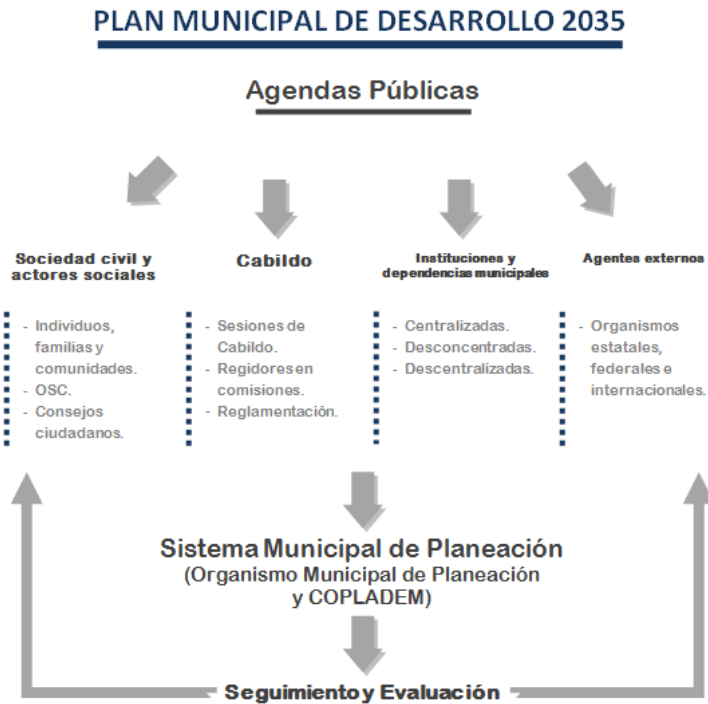 PLAN MUNICIPAL DE DESARROLLO 2035
Agendas Públicas
Sociedad civil y
actores sociales
- Individuos,
familias y
comunidades.
- OSC.
- Consejos
ciudadanos.
Cabildo
- Sesiones de
Cabildo.
- Regidores en
comisiones.
- Reglamentación.
Instituciones y
dependencias municipales
- Centralizadas.
- Desconcentradas.
- Descentralizadas.
Agentes externos
- Organismos
estatales,
federales e
internacionales.
Sistema Municipal de Planeación
(Organismo Municipal de Planeación
y COPLADEM)
Seguimiento y Evaluación